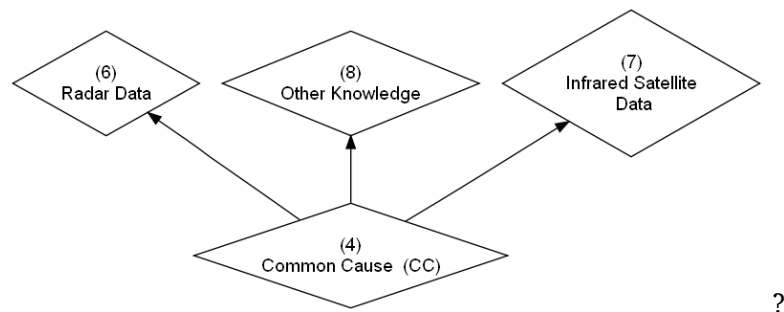 (6)
Radar Data
(8)
Other Knowledge
(7)
Infrared Satellite
Data
(4)
Common Cause (CC)
?